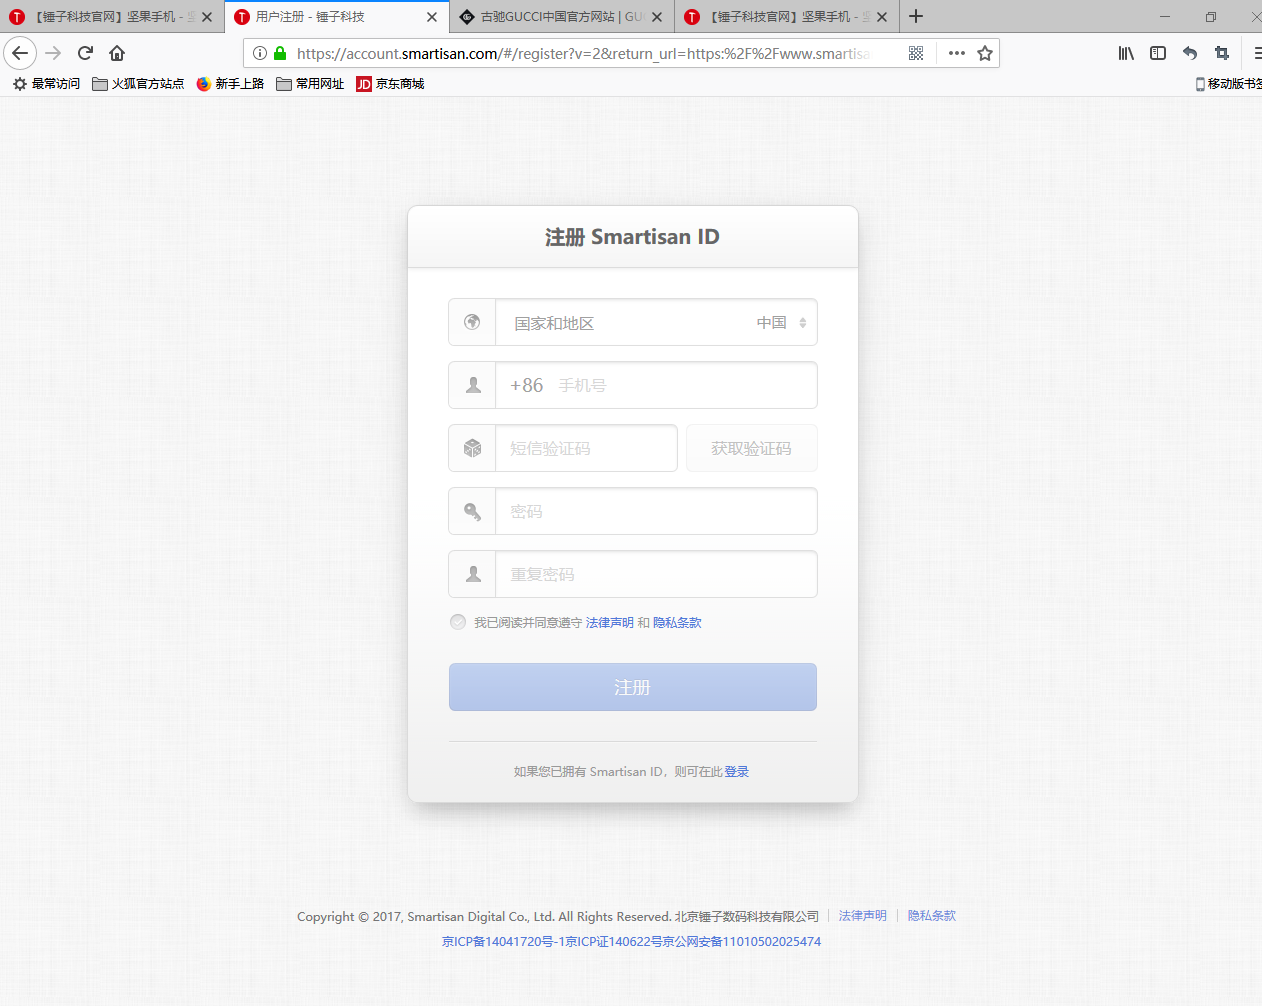 【锤子科技官网】坚果手机 - 坚
用户注册 - 锤子科技
古驰GUCCI中国官方网站 | GU
【锤子科技官网】坚果手机 - 坚
https://account.smartisan.com/#/register?v=2&return_url=https:%2F%2Fwww.smartisa
最常访问
火狐官方站点
新手上路
常用网址
JD 京东商城
移动版书签
注册 Smartisan ID
国家和地区 中国
+86 手机号
短信验证码 获取验证码
密码
重复密码
我已阅读并同意遵守 法律声明 和 隐私条款
注册
如果您已拥有 Smartisan ID，则可在此登录
Copyright © 2017, Smartisan Digital Co., Ltd. All Rights Reserved. 北京锤子数码科技有限公司 | 法律声明 | 隐私条款
京ICP备14041720号-1京ICP证140622号京公网安备11010502025474